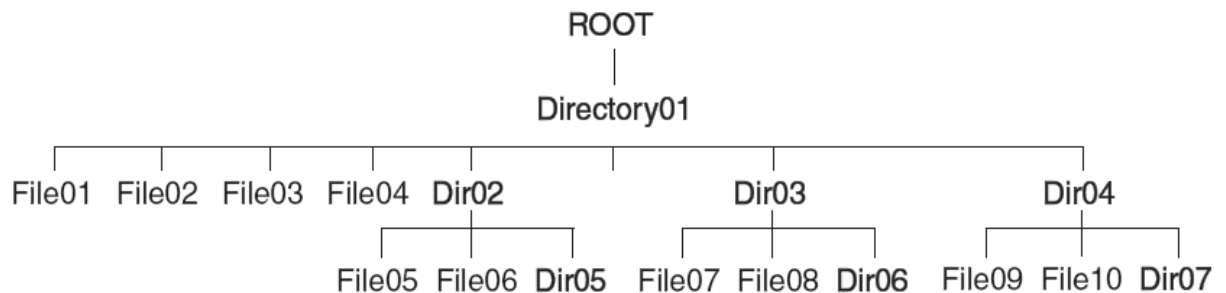 ROOT
Directory01
File01 File02 File03 File04 Dir02 Dir03 Dir04
File05 File06 Dir05 File07 File08 Dir06 File09 File10 Dir07